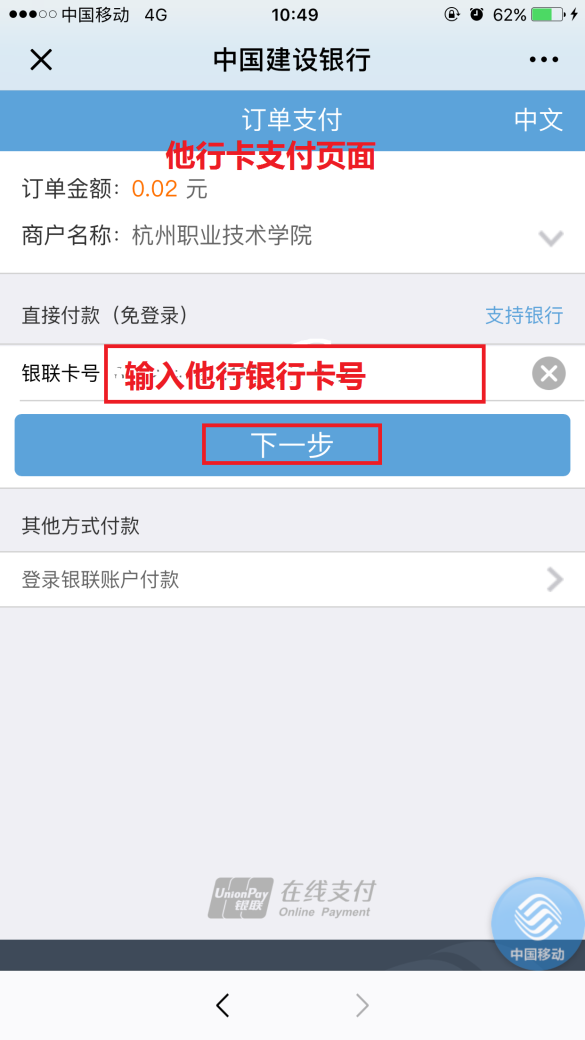 中国移动 4G 10:49 62%
中国建设银行
订单支付 中文
他行卡支付页面
订单金额: 0.02 元
商户名称: 杭州职业技术学院
直接付款（免登录） 支持银行
银联卡号 输入他行银行卡号
下一步
其他方式付款
登录银联账户付款
UnionPay 银联 在线支付
Online Payment
中国移动